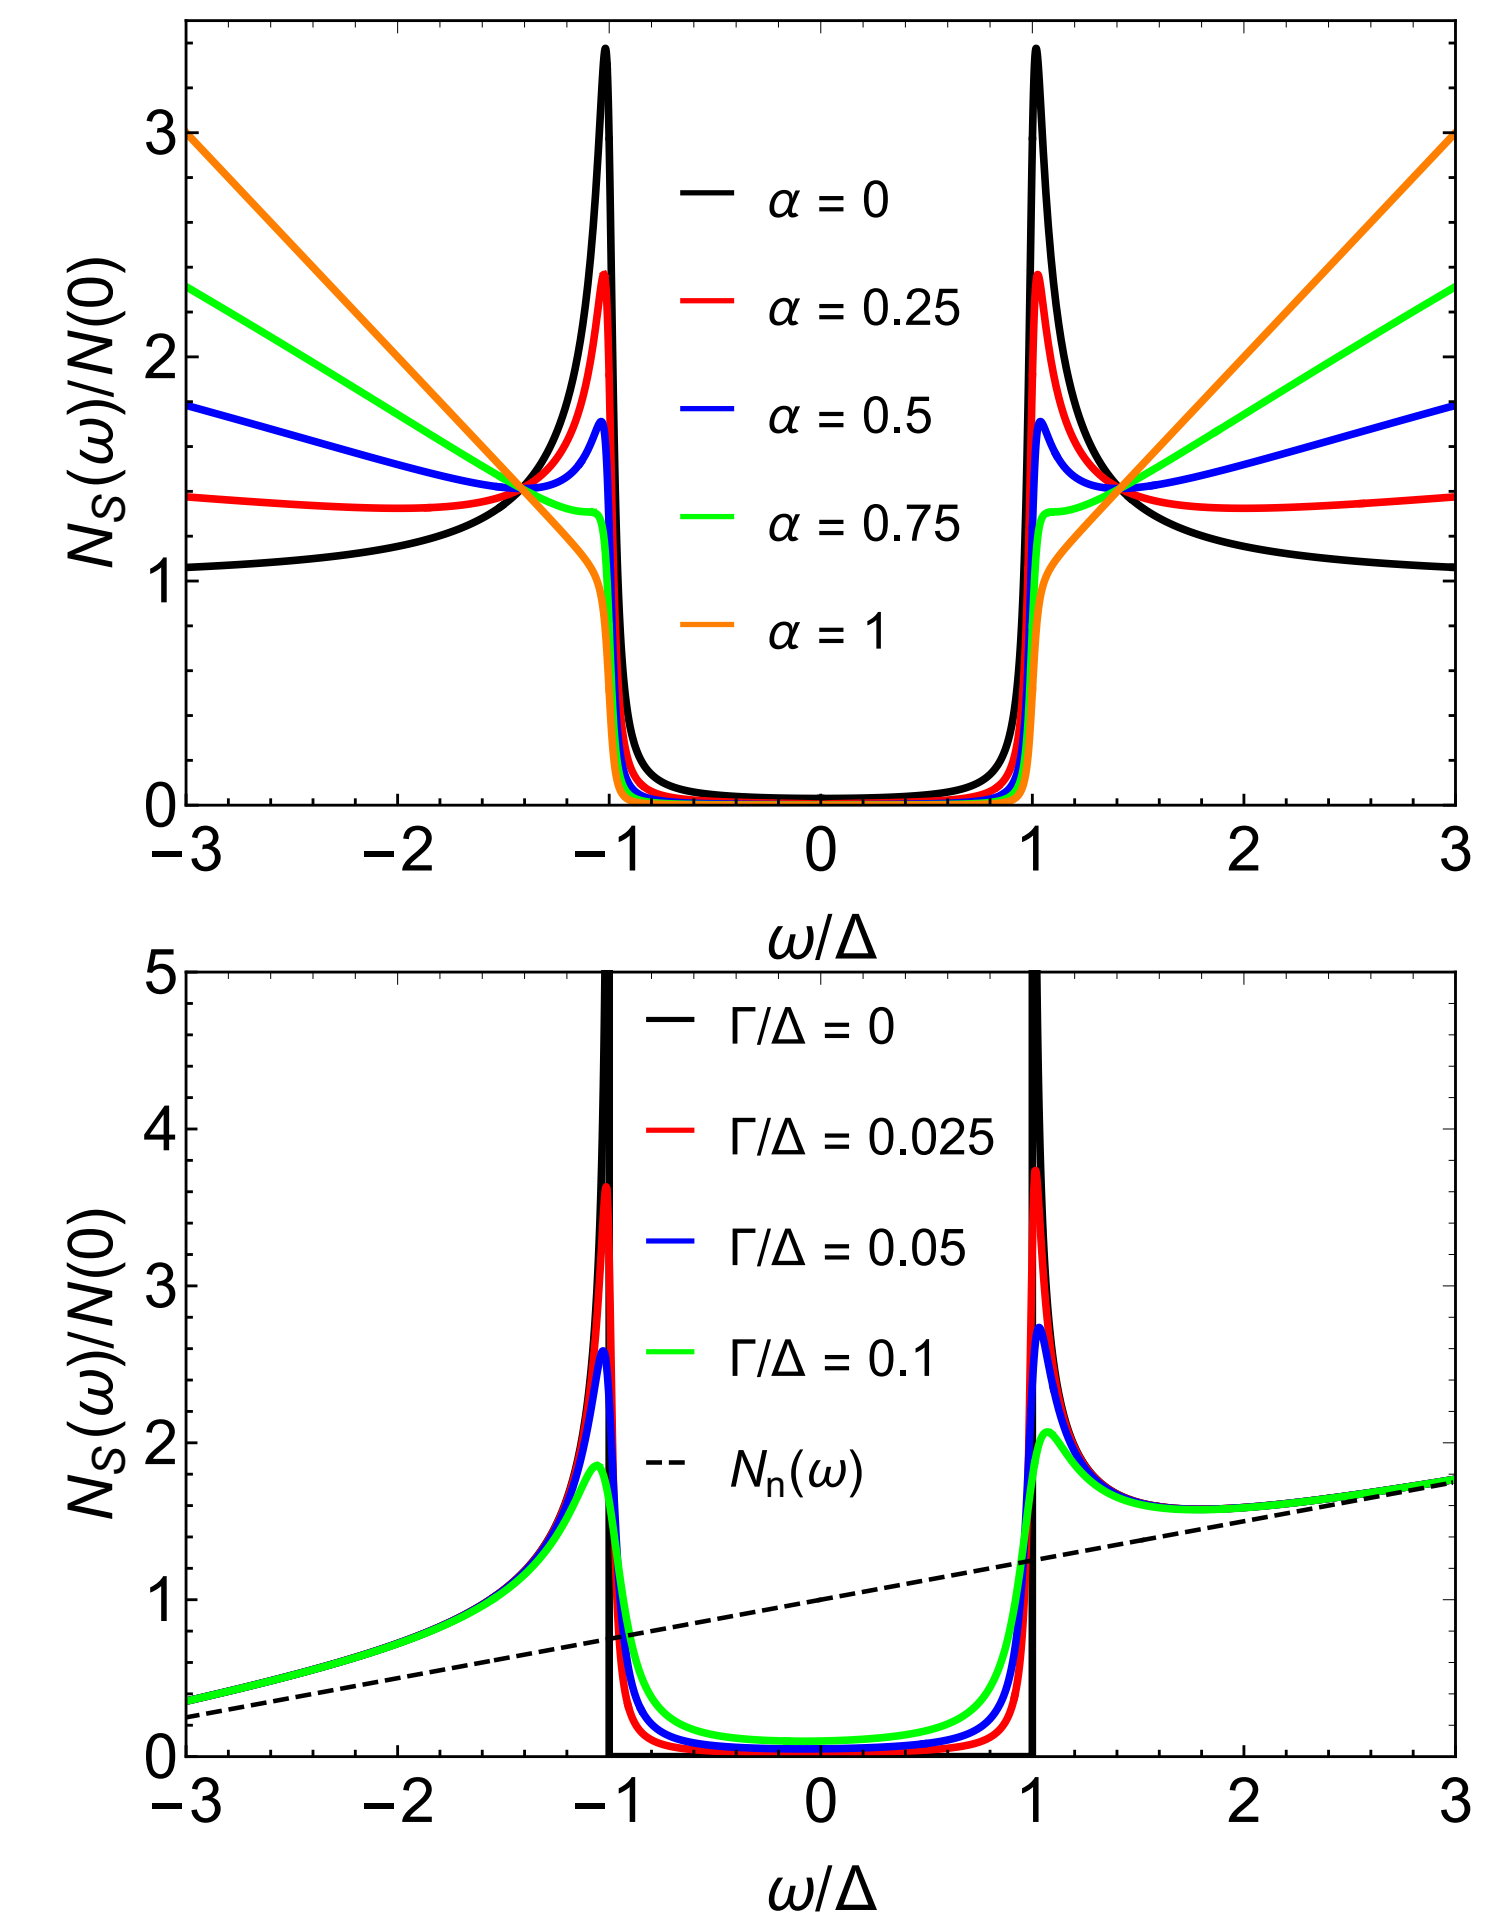 N_S(ω)/N(0)
3
2
1
0
α = 0
α = 0.25
α = 0.5
α = 0.75
α = 1
−3 −2 −1 0 1 2 3
ω/Δ
N_S(ω)/N(0)
5
4
3
2
1
0
Γ/Δ = 0
Γ/Δ = 0.025
Γ/Δ = 0.05
Γ/Δ = 0.1
N_n(ω)
−3 −2 −1 0 1 2 3
ω/Δ